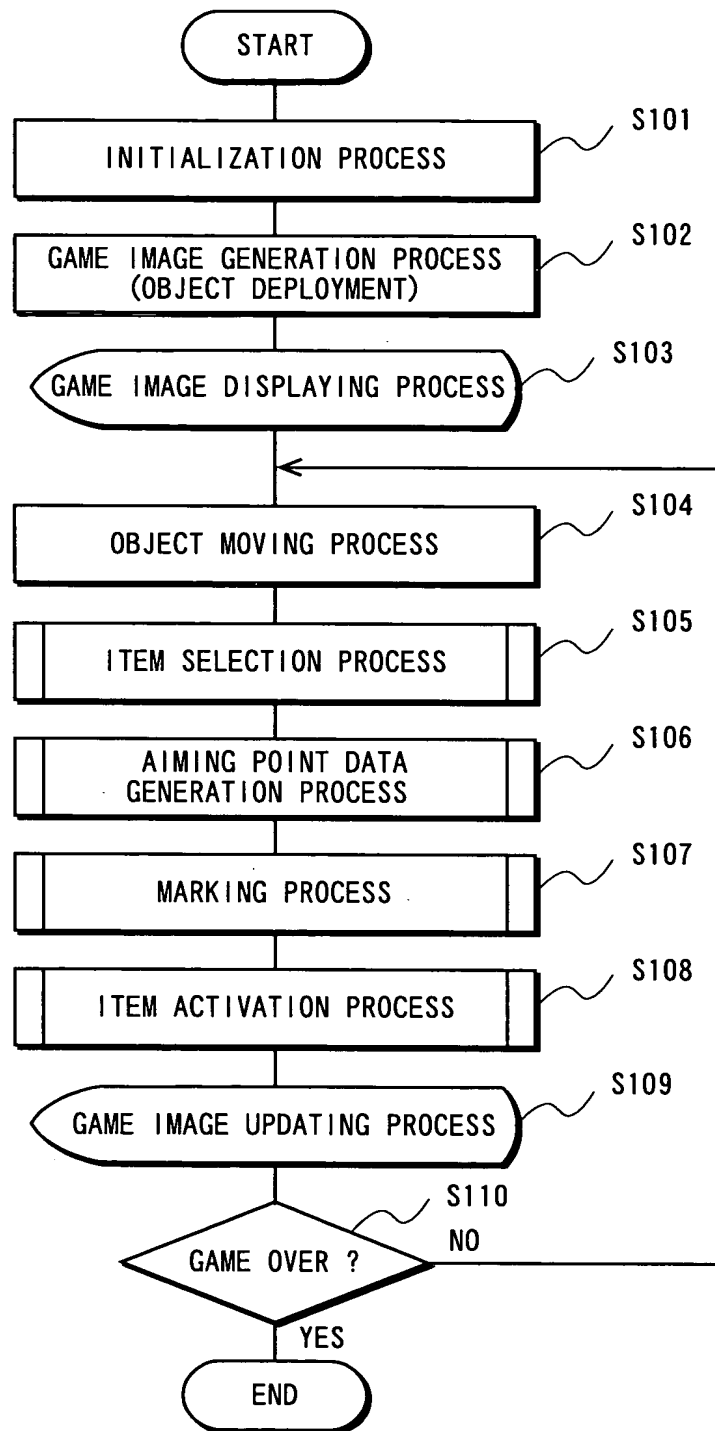 START
S101
INITIALIZATION PROCESS
S102
GAME IMAGE GENERATION PROCESS
(OBJECT DEPLOYMENT)
S103
GAME IMAGE DISPLAYING PROCESS
S104
OBJECT MOVING PROCESS
S105
ITEM SELECTION PROCESS
S106
AIMING POINT DATA
GENERATION PROCESS
S107
MARKING PROCESS
S108
ITEM ACTIVATION PROCESS
S109
GAME IMAGE UPDATING PROCESS
S110
GAME OVER ?
NO
YES
END